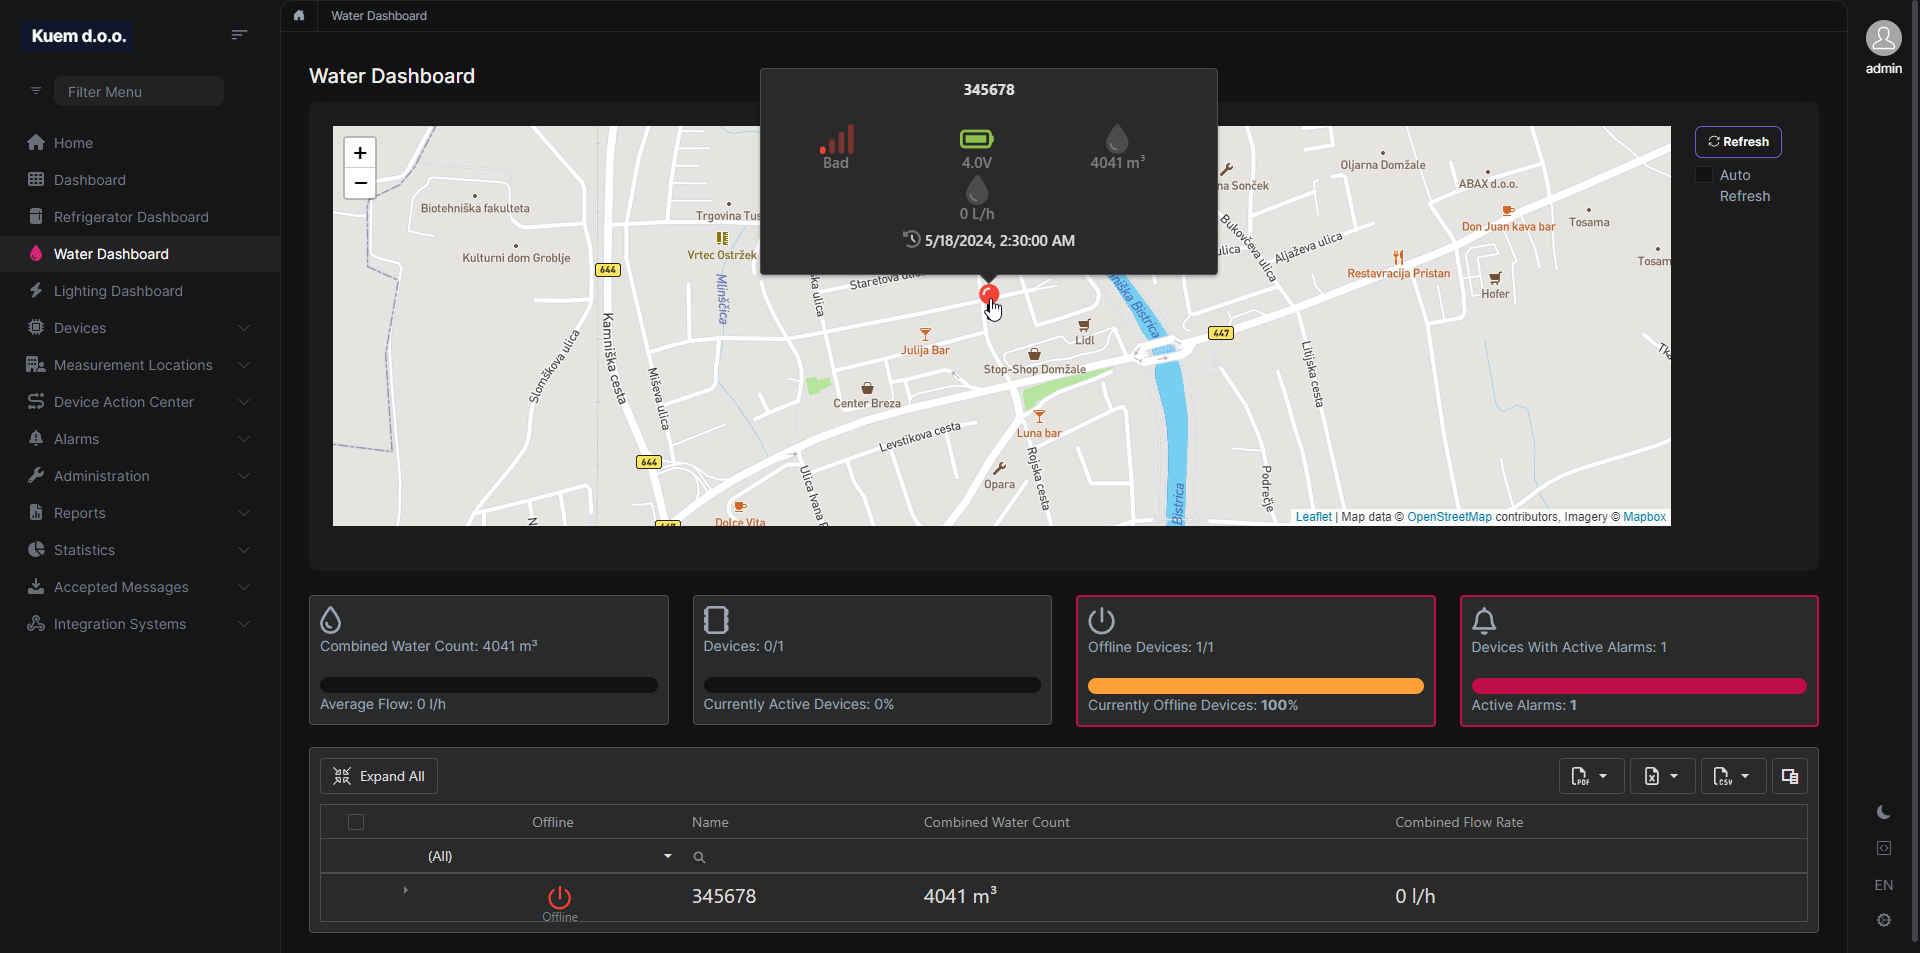 Kuem d.o.o.
Filter Menu
Home
Dashboard
Refrigerator Dashboard
Water Dashboard
Lighting Dashboard
Devices
Measurement Locations
Device Action Center
Alarms
Administration
Reports
Statistics
Accepted Messages
Integration Systems
Water Dashboard
admin
Water Dashboard
345678
Bad
4.0V
4041 m³
0 L/h
5/18/2024, 2:30:00 AM
+
−
Refresh
Auto
Refresh
Biotehniška fakulteta
Kulturni dom Groblje
Trgovina Tus
Vrtec Ostržek
Mlinščica
644
Kamniška cesta
Slomškova ulica
Miševa ulica
644
Staretova
Julija Bar
Center Breza
Stop-Shop Domžale
Lidl
Luna bar
Levstikova cesta
Rojska cesta
Opara
Dolce Vita
Bistrica
Bistrica
447
Bukovčeva ulica
Aljaževa ulica
Oljarna Domžale
ABAX d.o.o.
Don Juan kava bar
Tosama
Restavracija Pristan
Hofer
Litijska cesta
Podrečje
Leaflet | Map data © OpenStreetMap contributors, Imagery © Mapbox
Combined Water Count: 4041 m³
Average Flow: 0 l/h
Devices: 0/1
Currently Active Devices: 0%
Offline Devices: 1/1
Currently Offline Devices: 100%
Devices With Active Alarms: 1
Active Alarms: 1
Expand All
PDF
X
CSV
Offline
Name
Combined Water Count
Combined Flow Rate
(All)
Offline
345678
4041 m³
0 l/h
EN